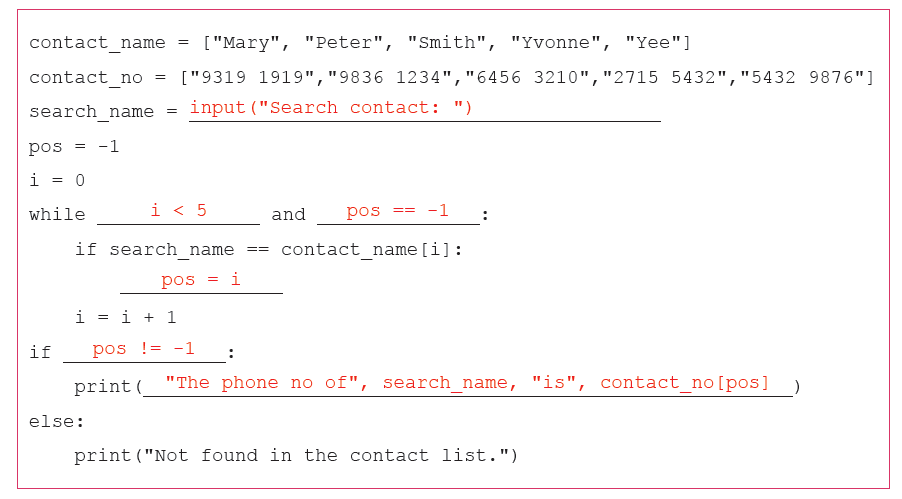 contact_name = ["Mary", "Peter", "Smith", "Yvonne", "Yee"]
contact_no = ["9319 1919","9836 1234","6456 3210","2715 5432","5432 9876"]
search_name = input("Search contact: ")
pos = -1
i = 0
while i < 5 and pos == -1:
    if search_name == contact_name[i]:
        pos = i
    i = i + 1
if pos != -1:
    print("The phone no of", search_name, "is", contact_no[pos])
else:
    print("Not found in the contact list.")